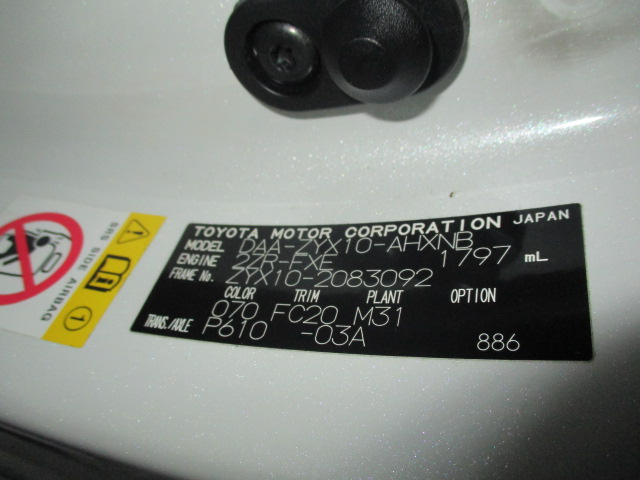 TOYOTA MOTOR CORPORATION JAPAN
MODEL DAA-ZYX10-AHXNB
ENGINE 2ZR-FXE 1797 mL
FRAME No. ZYX10-2083092
COLOR TRIM PLANT OPTION
070 FC20 M31
TRANS./AXLE P610 -03A 886
SRS SIDE AIRBAG
1